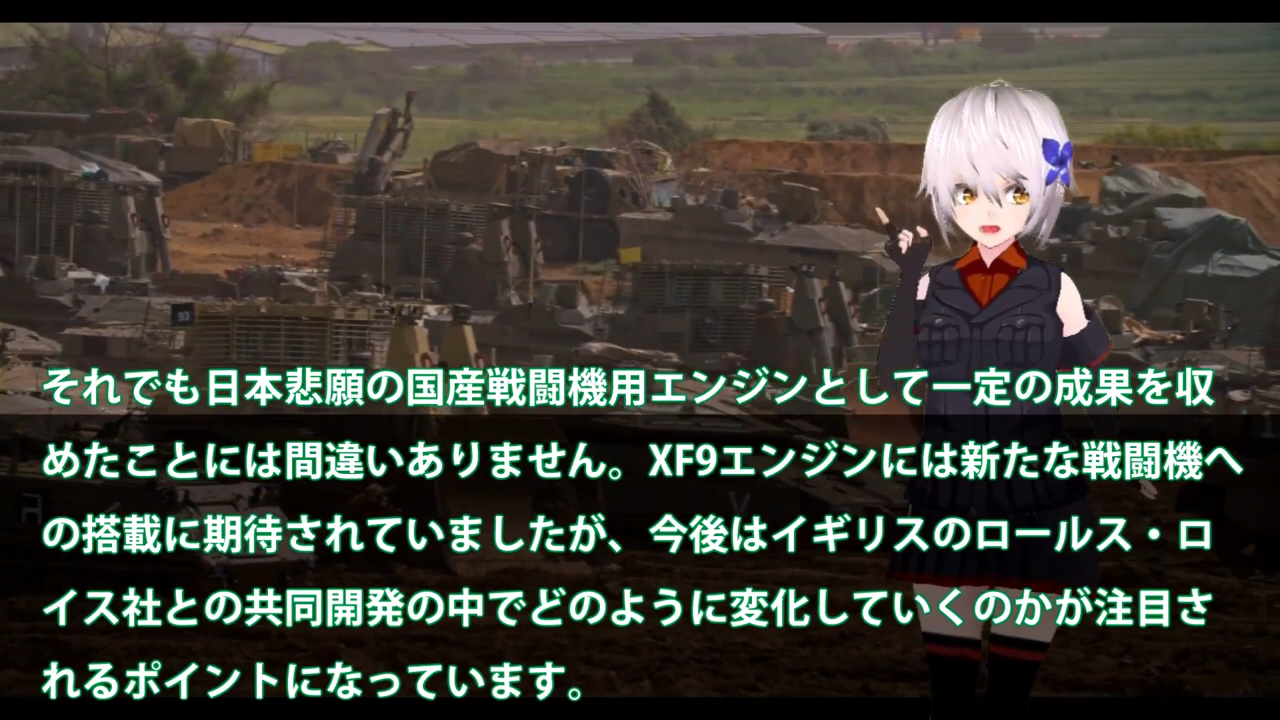 それでも日本悲願の国産戦闘機用エンジンとして一定の成果を収
めたことには間違いありません。XF9エンジンには新たな戦闘機へ
の搭載に期待されていましたが、今後はイギリスのロールス・ロ
イス社との共同開発の中でどのように変化していくのかが注目さ
れるポイントになっています。